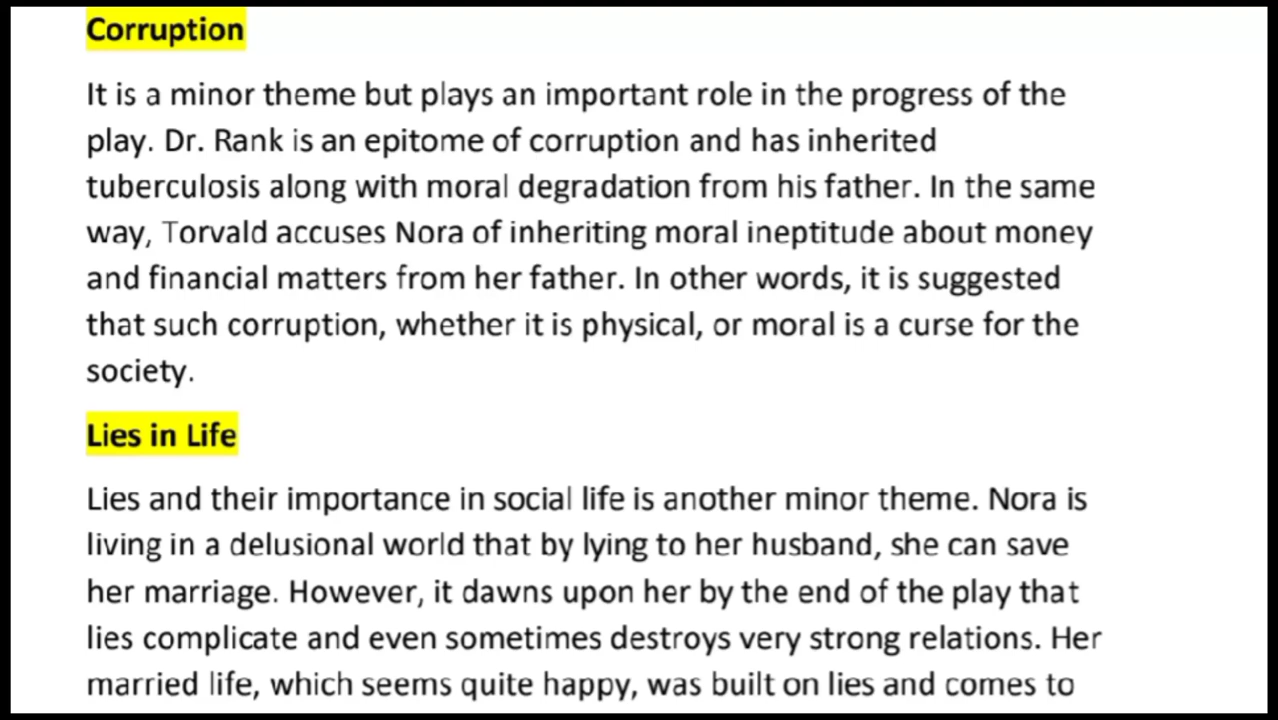 Corruption
It is a minor theme but plays an important role in the progress of the
play. Dr. Rank is an epitome of corruption and has inherited
tuberculosis along with moral degradation from his father. In the same
way, Torvald accuses Nora of inheriting moral ineptitude about money
and financial matters from her father. In other words, it is suggested
that such corruption, whether it is physical, or moral is a curse for the
society.
Lies in Life
Lies and their importance in social life is another minor theme. Nora is
living in a delusional world that by lying to her husband, she can save
her marriage. However, it dawns upon her by the end of the play that
lies complicate and even sometimes destroys very strong relations. Her
married life, which seems quite happy, was built on lies and comes to